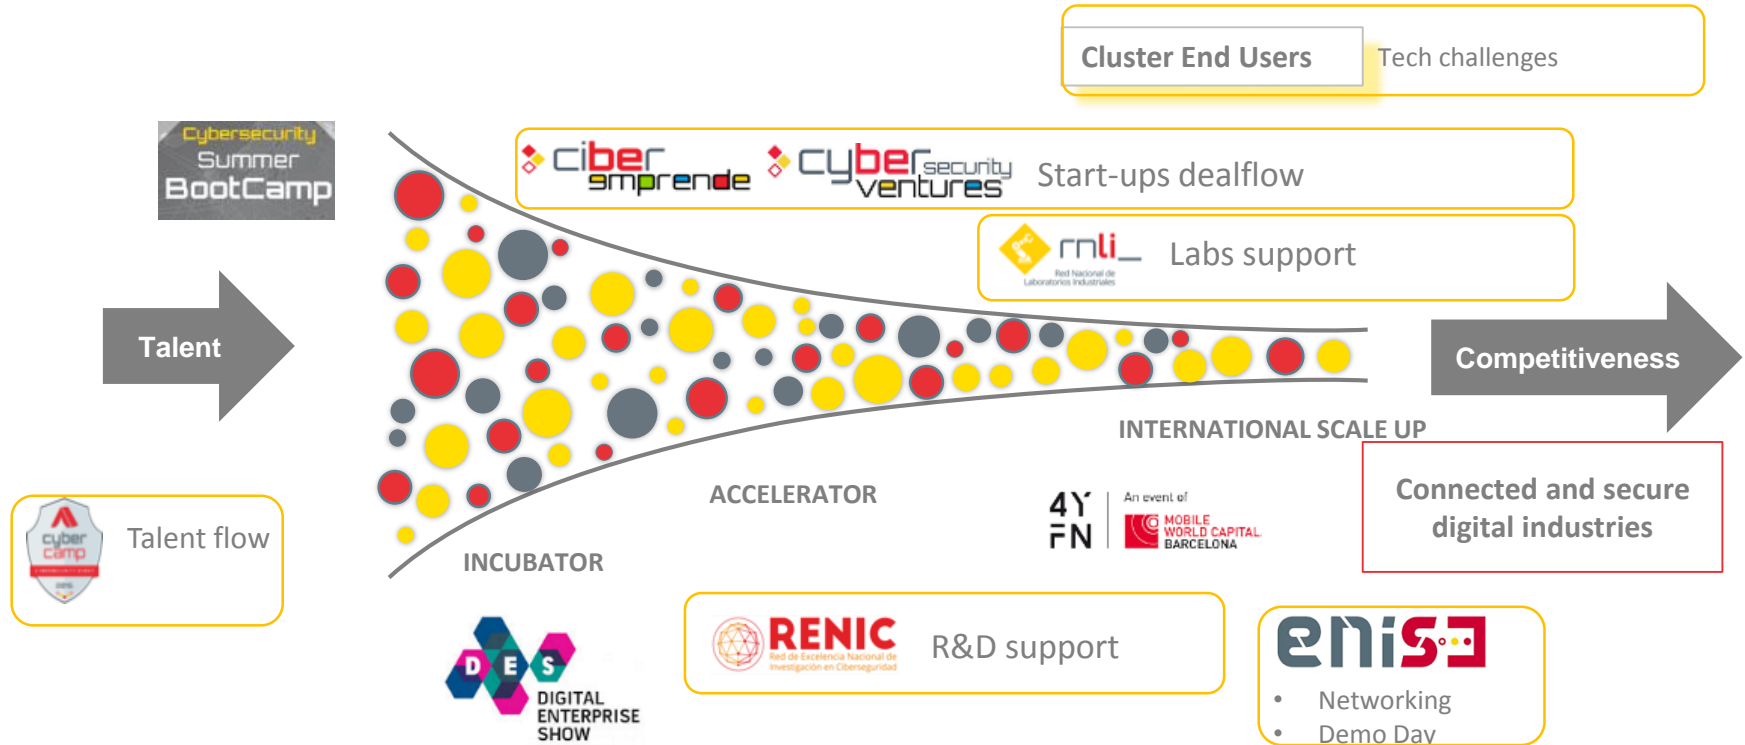 Cluster End Users
Tech challenges
Cybersecurity
Summer
BootCamp
ciber
emprende
cybersecurity
ventures
Start-ups dealflow
rnli_
Red Nacional de
Laboratorios Industriales
Labs support
Talent
Competitiveness
INTERNATIONAL SCALE UP
ACCELERATOR
INCUBATOR
Connected and secure
digital industries
4Y
FN
An event of
MOBILE
WORLD CAPITAL
BARCELONA
cyber
camp
Talent flow
DES
DIGITAL
ENTERPRISE
SHOW
RENIC
Red de Excelencia Nacional de
Investigación en Ciberseguridad
R&D support
enise
• Networking
• Demo Day